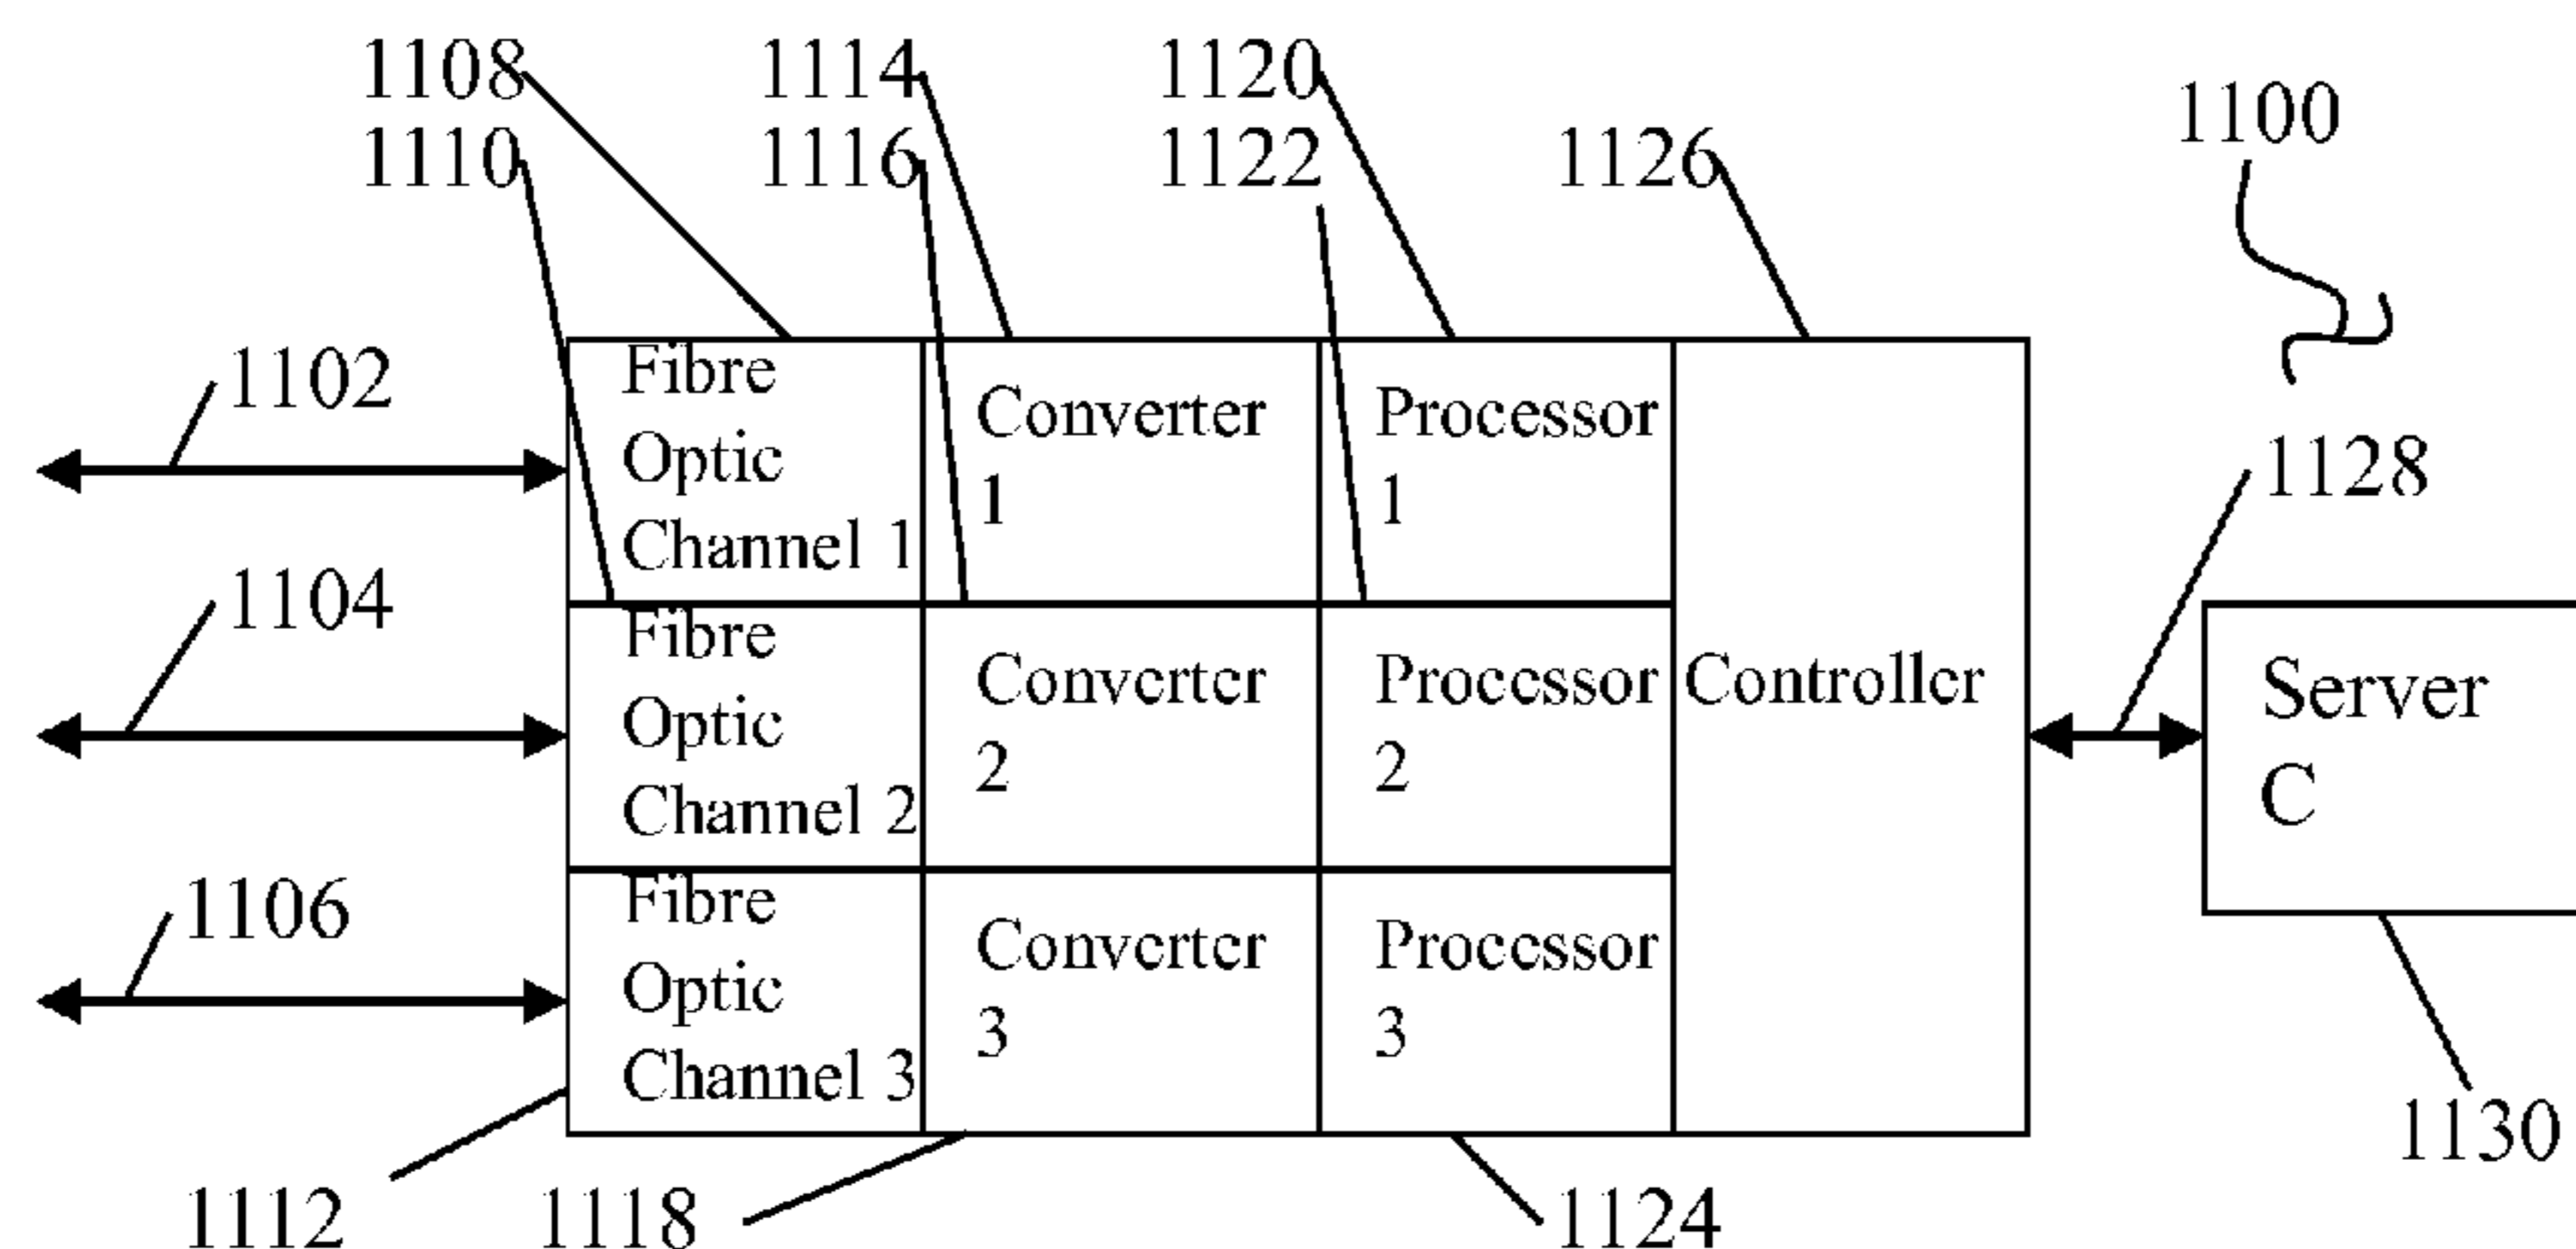 1108
1114
1120
1100
1110
1116
1122
1126
1102
Fibre
Optic
Channel 1
Converter
1
Processor
1
1128
1104
Fibre
Optic
Channel 2
Converter
2
Processor
2
Controller
Server
C
1106
Fibre
Optic
Channel 3
Converter
3
Processor
3
1130
1112
1118
1124